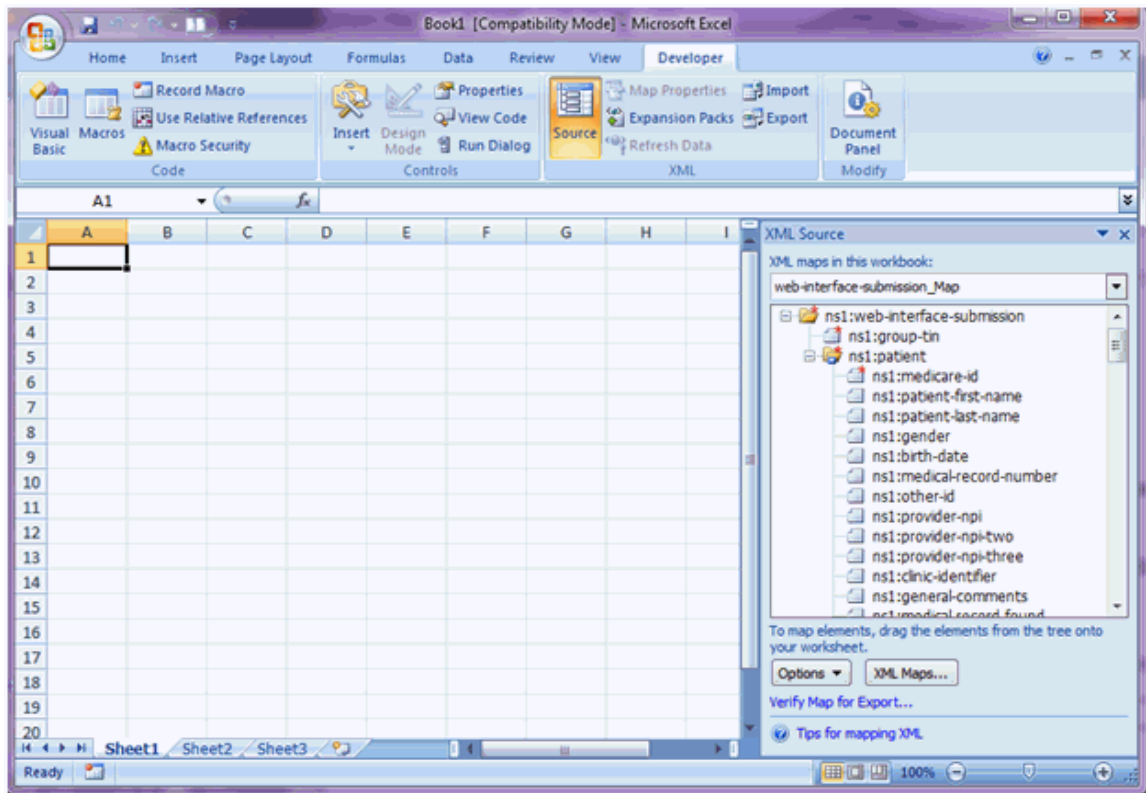 Book1 [Compatibility Mode] - Microsoft Excel
Home Insert Page Layout Formulas Data Review View Developer
Visual Basic
Macros
Record Macro
Use Relative References
Macro Security
Code
Insert
Design Mode
Properties
View Code
Run Dialog
Controls
Source
Map Properties
Expansion Packs
Refresh Data
Import
Export
XML
Document Panel
Modify
A1 fx
A B C D E F G H I
1
2
3
4
5
6
7
8
9
10
11
12
13
14
15
16
17
18
19
20
XML Source
XML maps in this workbook:
web-interface-submission_Map
ns1:web-interface-submission
ns1:group-tin
ns1:patient
ns1:medicare-id
ns1:patient-first-name
ns1:patient-last-name
ns1:gender
ns1:birth-date
ns1:medical-record-number
ns1:other-id
ns1:provider-npi
ns1:provider-npi-two
ns1:provider-npi-three
ns1:clinic-identifier
ns1:general-comments
ns1:medical-record-found
To map elements, drag the elements from the tree onto
your worksheet.
Options XML Maps...
Verify Map for Export...
Tips for mapping XML
Sheet1 Sheet2 Sheet3
Ready 100%